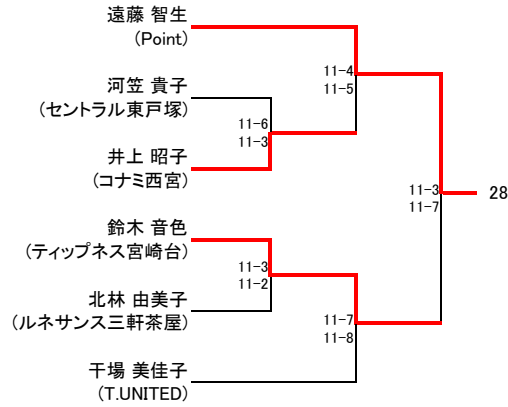 遠藤 智生
(Point)
11-4
11-5
河笠 貴子
(セントラル東戸塚)
11-6
11-3
井上 昭子
(コナミ西宮)
11-3
11-7
28
鈴木 音色
(ティップネス宮崎台)
11-3
11-2
北林 由美子
(ルネサンス三軒茶屋)
11-7
11-8
干場 美佳子
(T.UNITED)